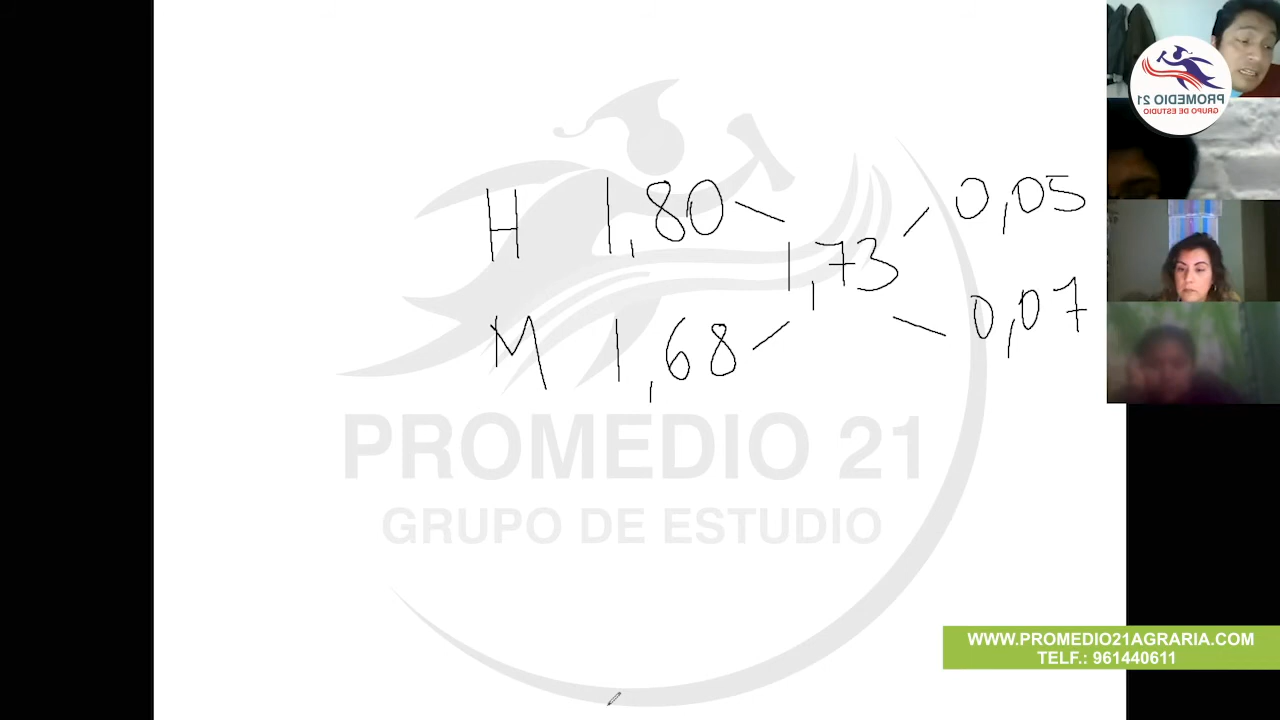 H 1,80
1,73
M 1,68
0,05
0,07
PROMEDIO 21
GRUPO DE ESTUDIO
PROMEDIO 21
GRUPO DE ESTUDIO
WWW.PROMEDIO21AGRARIA.COM
TELF.: 961440611